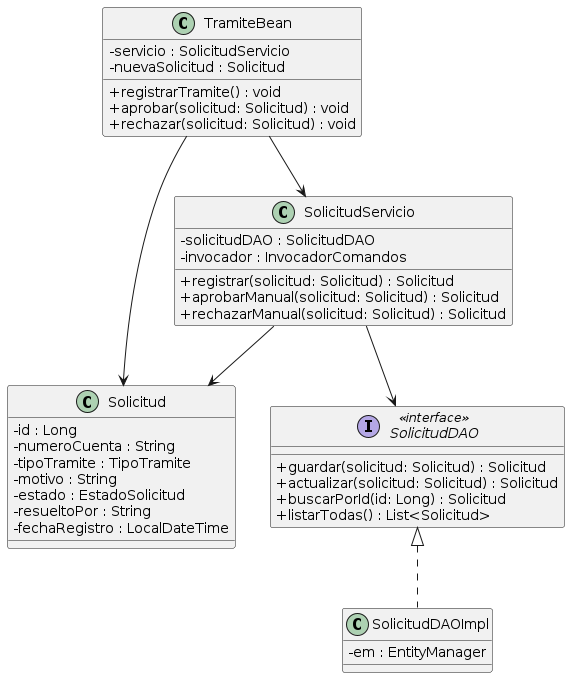 C TramiteBean
-servicio : SolicitudServicio
-nuevaSolicitud : Solicitud
+registrarTramite() : void
+aprobar(solicitud: Solicitud) : void
+rechazar(solicitud: Solicitud) : void
C SolicitudServicio
-solicitudDAO : SolicitudDAO
-invocador : InvocadorComandos
+registrar(solicitud: Solicitud) : Solicitud
+aprobarManual(solicitud: Solicitud) : Solicitud
+rechazarManual(solicitud: Solicitud) : Solicitud
C Solicitud
-id : Long
-numeroCuenta : String
-tipoTramite : TipoTramite
-motivo : String
-estado : EstadoSolicitud
-resueltoPor : String
-fechaRegistro : LocalDateTime
I «interface»
SolicitudDAO
+guardar(solicitud: Solicitud) : Solicitud
+actualizar(solicitud: Solicitud) : Solicitud
+buscarPorId(id: Long) : Solicitud
+listarTodas() : List<Solicitud>
C SolicitudDAOImpl
-em : EntityManager